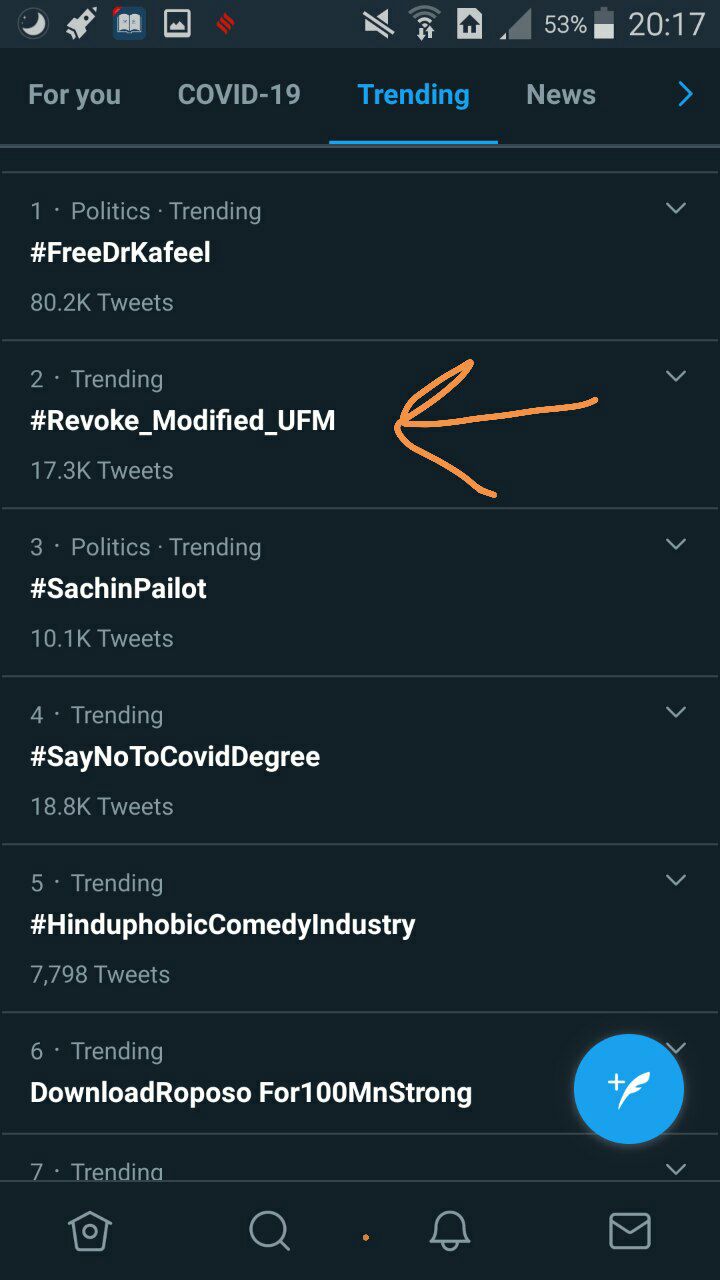 53% 20:17
For you COVID-19 Trending News
1 · Politics · Trending
#FreeDrKafeel
80.2K Tweets
2 · Trending
#Revoke_Modified_UFM
17.3K Tweets
3 · Politics · Trending
#SachinPailot
10.1K Tweets
4 · Trending
#SayNoToCovidDegree
18.8K Tweets
5 · Trending
#HinduphobicComedyIndustry
7,798 Tweets
6 · Trending
DownloadRoposo For100MnStrong
7 · Trending